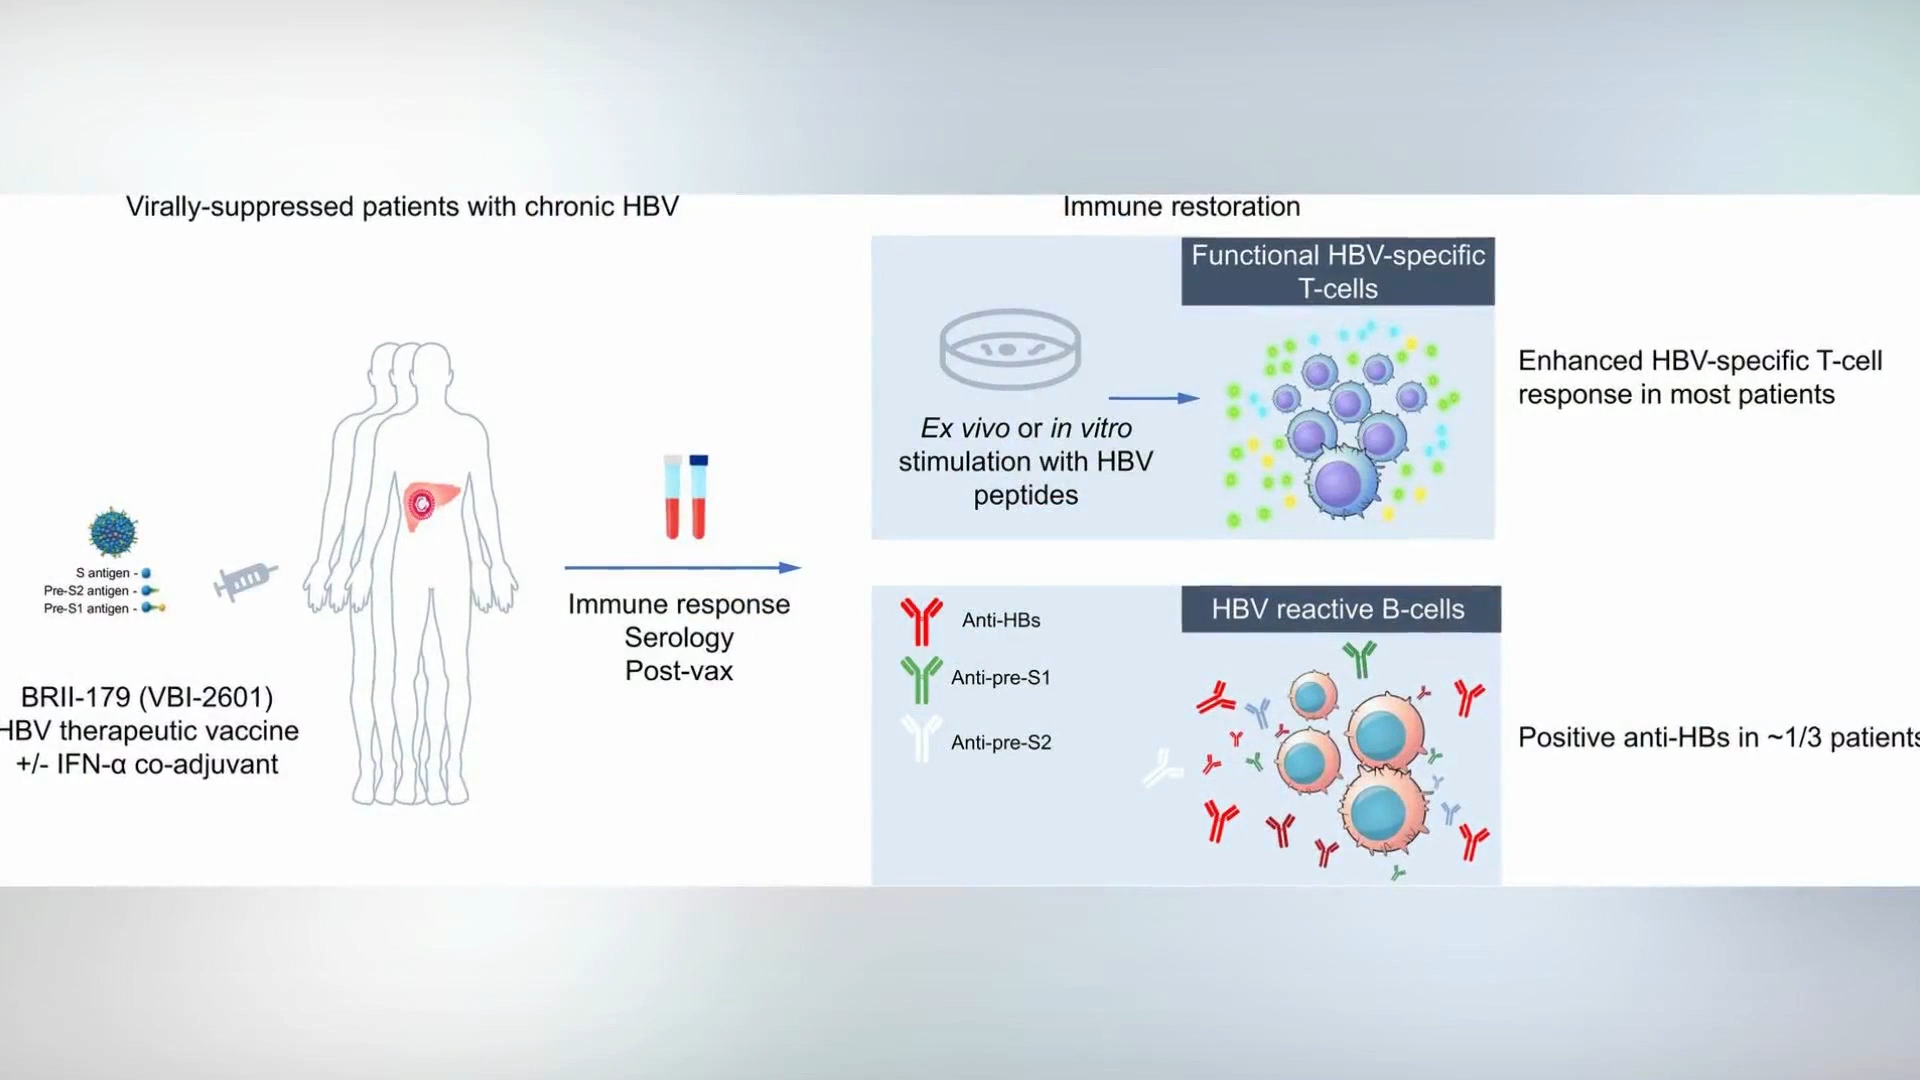 Virally-suppressed patients with chronic HBV
S antigen -
Pre-S2 antigen -
Pre-S1 antigen -
BRII-179 (VBI-2601)
HBV therapeutic vaccine
+/- IFN-α co-adjuvant
Immune response
Serology
Post-vax
Immune restoration
Functional HBV-specific
T-cells
Ex vivo or in vitro
stimulation with HBV
peptides
Enhanced HBV-specific T-cell
response in most patients
HBV reactive B-cells
Anti-HBs
Anti-pre-S1
Anti-pre-S2
Positive anti-HBs in ~1/3 patients